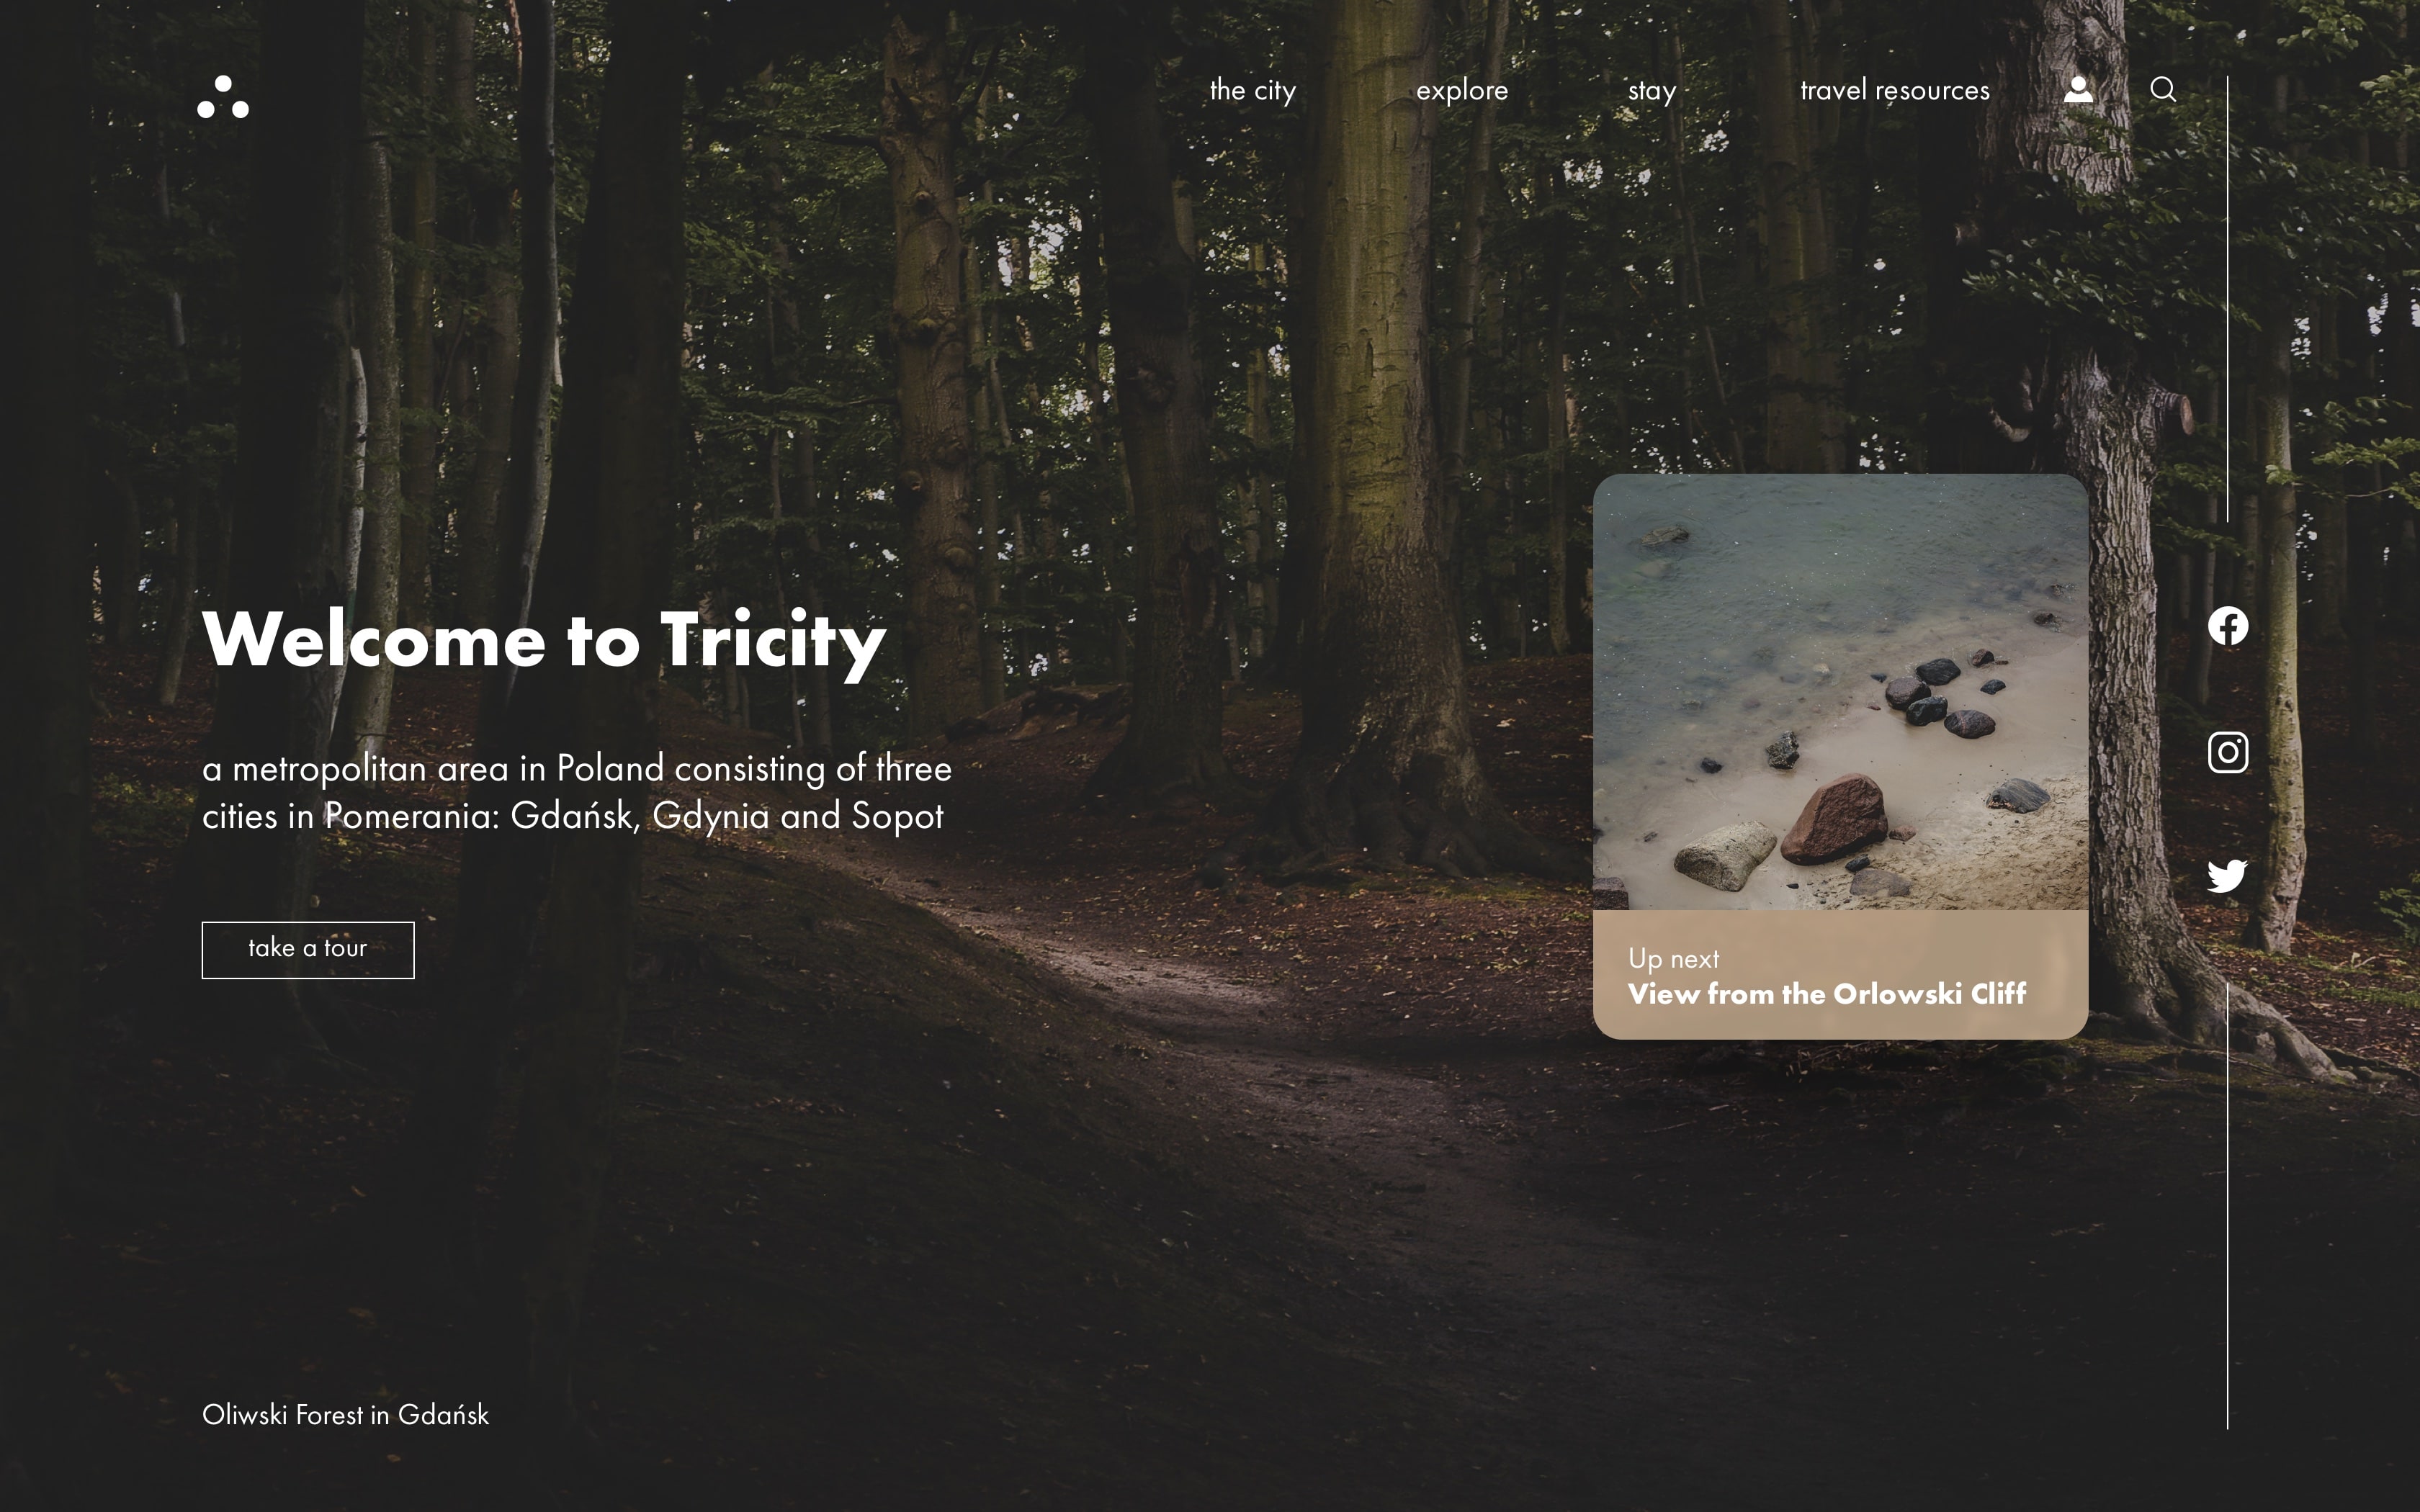 the city
explore
stay
travel resources
Welcome to Tricity
a metropolitan area in Poland consisting of three
cities in Pomerania: Gdańsk, Gdynia and Sopot
take a tour
Up next
View from the Orlowski Cliff
Oliwski Forest in Gdańsk